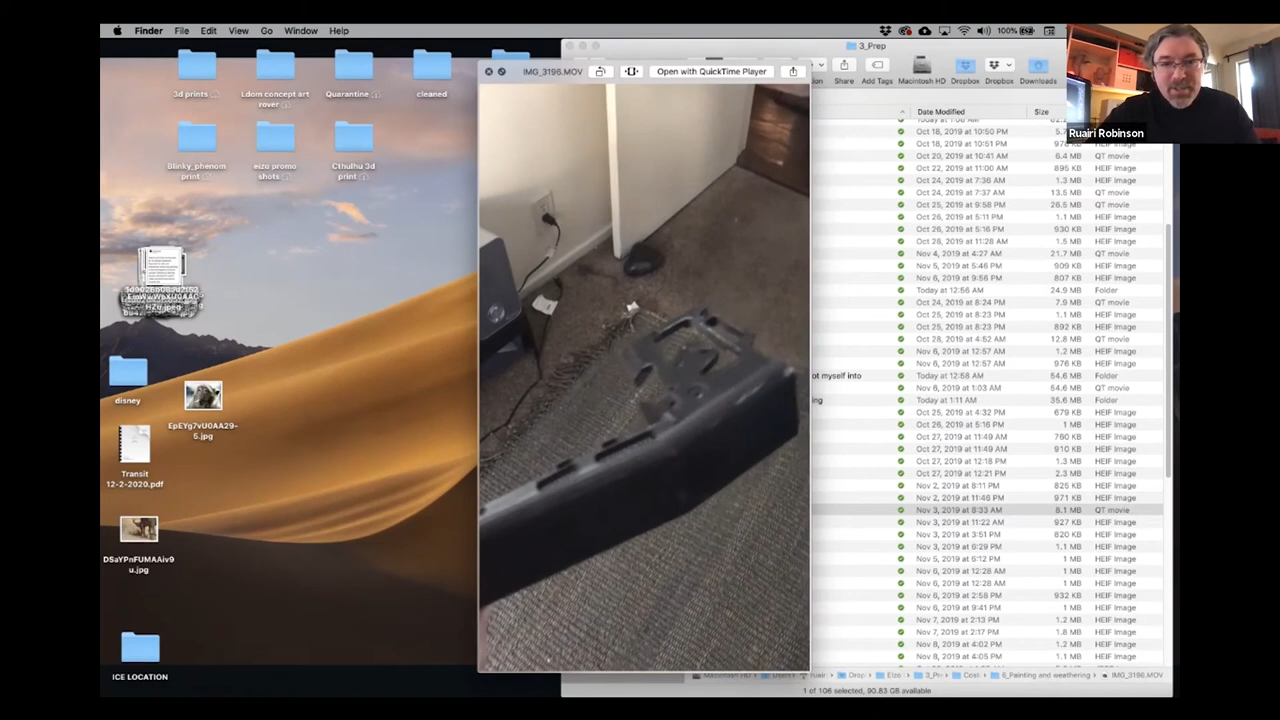 Finder File Edit View Go Window Help
100%
3_Prep
IMG_3196.MOV
Open with QuickTime Player
Share Add Tags Macintosh HD Dropbox Dropbox Downloads
Ruairi Robinson
3d prints
Ldom concept art
rover
Quarantine
cleaned
Blinky_phenom
print
eizo promo
shots
Cthulhu 3d
print
disney
EpEYg7vU0AA29-
5.jpg
Transit
12-2-2020.pdf
DSaYPnFUMAAiv9
u.jpg
ICE LOCATION
Date Modified Size
Oct 18, 2019 at 10:50 PM
Oct 18, 2019 at 10:51 PM 978 KB HEIF Image
Oct 20, 2019 at 10:41 AM 6.4 MB QT movie
Oct 22, 2019 at 11:00 AM 895 KB HEIF Image
Oct 24, 2019 at 7:36 AM 1.3 MB HEIF Image
Oct 24, 2019 at 7:37 AM 13.5 MB QT movie
Oct 25, 2019 at 9:58 PM 26.5 MB QT movie
Oct 26, 2019 at 5:11 PM 1.1 MB HEIF Image
Oct 26, 2019 at 5:16 PM 930 KB HEIF Image
Oct 28, 2019 at 11:28 AM 1.5 MB HEIF Image
Nov 4, 2019 at 4:27 AM 21.7 MB QT movie
Nov 5, 2019 at 5:46 PM 909 KB HEIF Image
Nov 6, 2019 at 9:56 PM 807 KB HEIF Image
Today at 12:56 AM 24.9 MB Folder
Oct 24, 2019 at 8:24 PM 7.9 MB QT movie
Oct 25, 2019 at 8:23 PM 1.1 MB HEIF Image
Oct 25, 2019 at 8:23 PM 892 KB HEIF Image
Oct 28, 2019 at 4:52 AM 12.8 MB QT movie
Nov 6, 2019 at 12:57 AM 1.2 MB HEIF Image
Nov 6, 2019 at 12:57 AM 976 KB HEIF Image
ot myself into Today at 12:58 AM 54.6 MB Folder
Nov 6, 2019 at 1:03 AM 54.6 MB QT movie
ing Today at 1:11 AM 35.6 MB Folder
Oct 25, 2019 at 4:32 PM 679 KB HEIF Image
Oct 26, 2019 at 5:16 PM 1 MB HEIF Image
Oct 27, 2019 at 11:49 AM 760 KB HEIF Image
Oct 27, 2019 at 11:49 AM 910 KB HEIF Image
Oct 27, 2019 at 12:18 PM 1.3 MB HEIF Image
Oct 27, 2019 at 12:21 PM 2.3 MB HEIF Image
Nov 2, 2019 at 8:11 PM 825 KB HEIF Image
Nov 2, 2019 at 11:46 PM 971 KB HEIF Image
Nov 3, 2019 at 8:33 AM 8.1 MB QT movie
Nov 3, 2019 at 11:22 AM 927 KB HEIF Image
Nov 3, 2019 at 3:51 PM 820 KB HEIF Image
Nov 3, 2019 at 6:29 PM 1.1 MB HEIF Image
Nov 5, 2019 at 6:12 PM 1 MB HEIF Image
Nov 6, 2019 at 12:28 AM 1 MB HEIF Image
Nov 6, 2019 at 12:28 AM 1 MB HEIF Image
Nov 6, 2019 at 2:58 PM 932 KB HEIF Image
Nov 6, 2019 at 9:41 PM 1 MB HEIF Image
Nov 7, 2019 at 2:13 PM 1.2 MB HEIF Image
Nov 7, 2019 at 2:17 PM 1.8 MB HEIF Image
Nov 8, 2019 at 4:02 PM 1.1 MB HEIF Image
Nov 8, 2019 at 4:05 PM 1.1 MB HEIF Image
Macintosh HD Ruair Drop Eizo 3_Pr 6_Painting and weathering IMG_3196.MOV
1 of 106 selected, 90.83 GB available